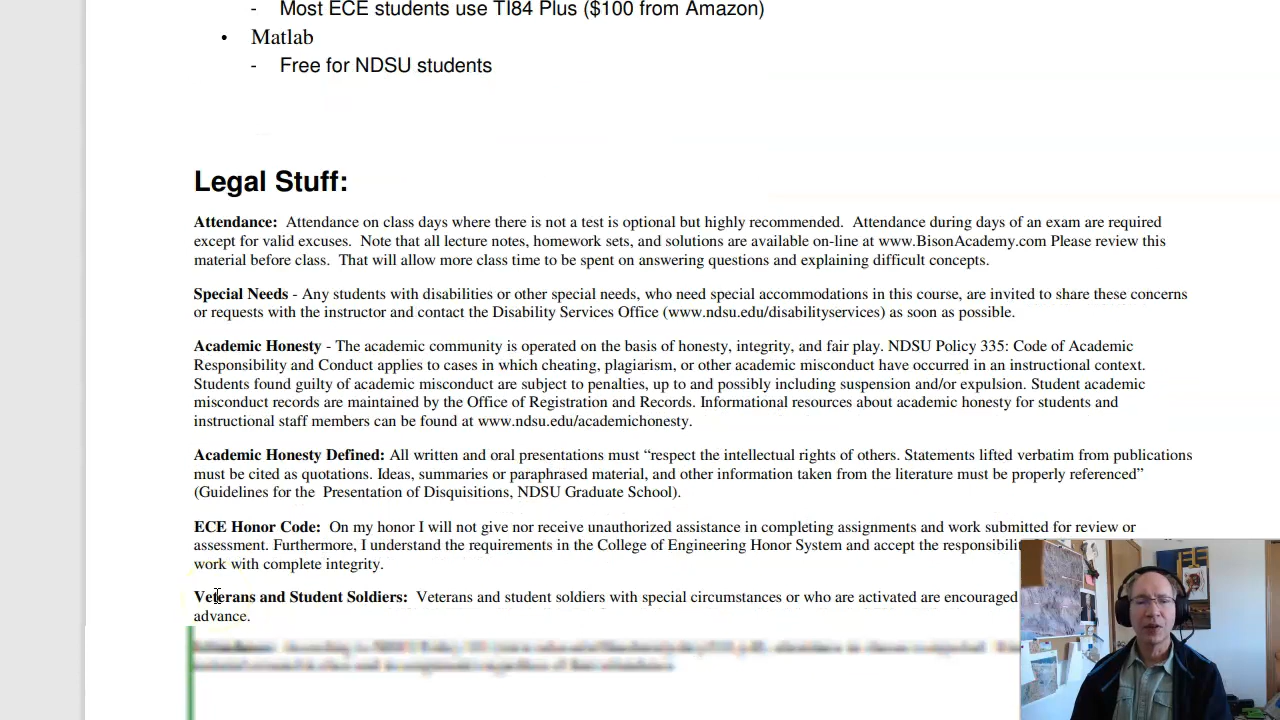 - Most ECE students use TI84 Plus ($100 from Amazon)
• Matlab
- Free for NDSU students
Legal Stuff:
Attendance: Attendance on class days where there is not a test is optional but highly recommended. Attendance during days of an exam are required
except for valid excuses. Note that all lecture notes, homework sets, and solutions are available on-line at www.BisonAcademy.com Please review this
material before class. That will allow more class time to be spent on answering questions and explaining difficult concepts.
Special Needs - Any students with disabilities or other special needs, who need special accommodations in this course, are invited to share these concerns
or requests with the instructor and contact the Disability Services Office (www.ndsu.edu/disabilityservices) as soon as possible.
Academic Honesty - The academic community is operated on the basis of honesty, integrity, and fair play. NDSU Policy 335: Code of Academic
Responsibility and Conduct applies to cases in which cheating, plagiarism, or other academic misconduct have occurred in an instructional context.
Students found guilty of academic misconduct are subject to penalties, up to and possibly including suspension and/or expulsion. Student academic
misconduct records are maintained by the Office of Registration and Records. Informational resources about academic honesty for students and
instructional staff members can be found at www.ndsu.edu/academichonesty.
Academic Honesty Defined: All written and oral presentations must “respect the intellectual rights of others. Statements lifted verbatim from publications
must be cited as quotations. Ideas, summaries or paraphrased material, and other information taken from the literature must be properly referenced”
(Guidelines for the Presentation of Disquisitions, NDSU Graduate School).
ECE Honor Code: On my honor I will not give nor receive unauthorized assistance in completing assignments and work submitted for review or
assessment. Furthermore, I understand the requirements in the College of Engineering Honor System and accept the
work with complete integrity.
Veterans and Student Soldiers: Veterans and student soldiers with special circumstances or who are activated are encouraged
advance.